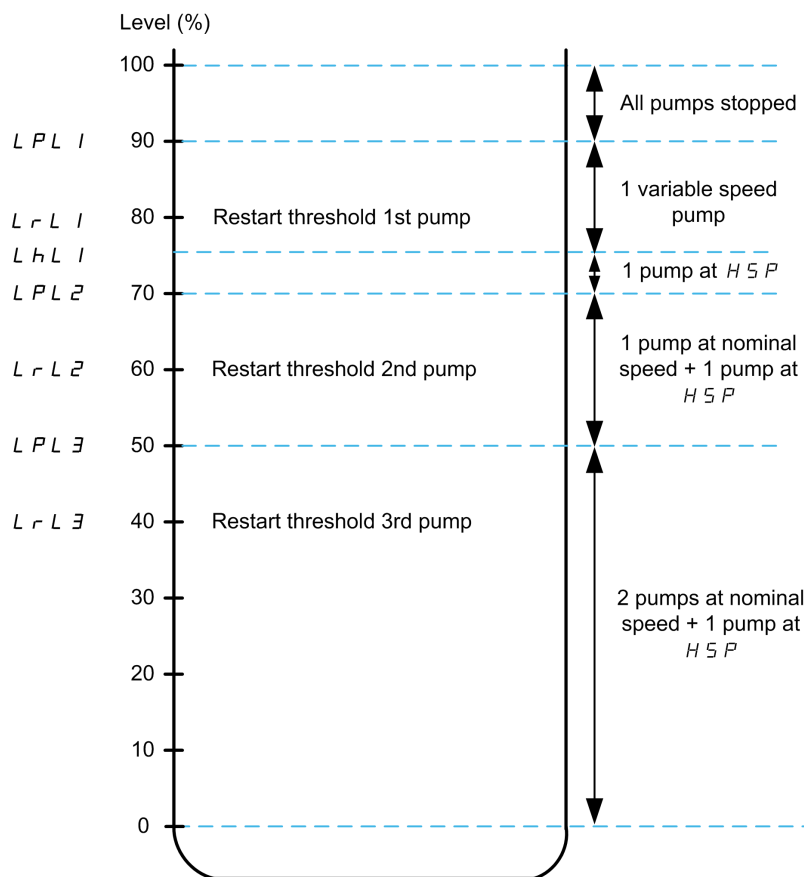 Level (%)
100
All pumps stopped
LPL1 90
1 variable speed
pump
LrL1 80 Restart threshold 1st pump
LhL1
1 pump at HSP
LPL2 70
1 pump at nominal
speed + 1 pump at
HSP
LrL2 60 Restart threshold 2nd pump
LPL3 50
LrL3 40 Restart threshold 3rd pump
30
2 pumps at nominal
speed + 1 pump at
HSP
20
10
0